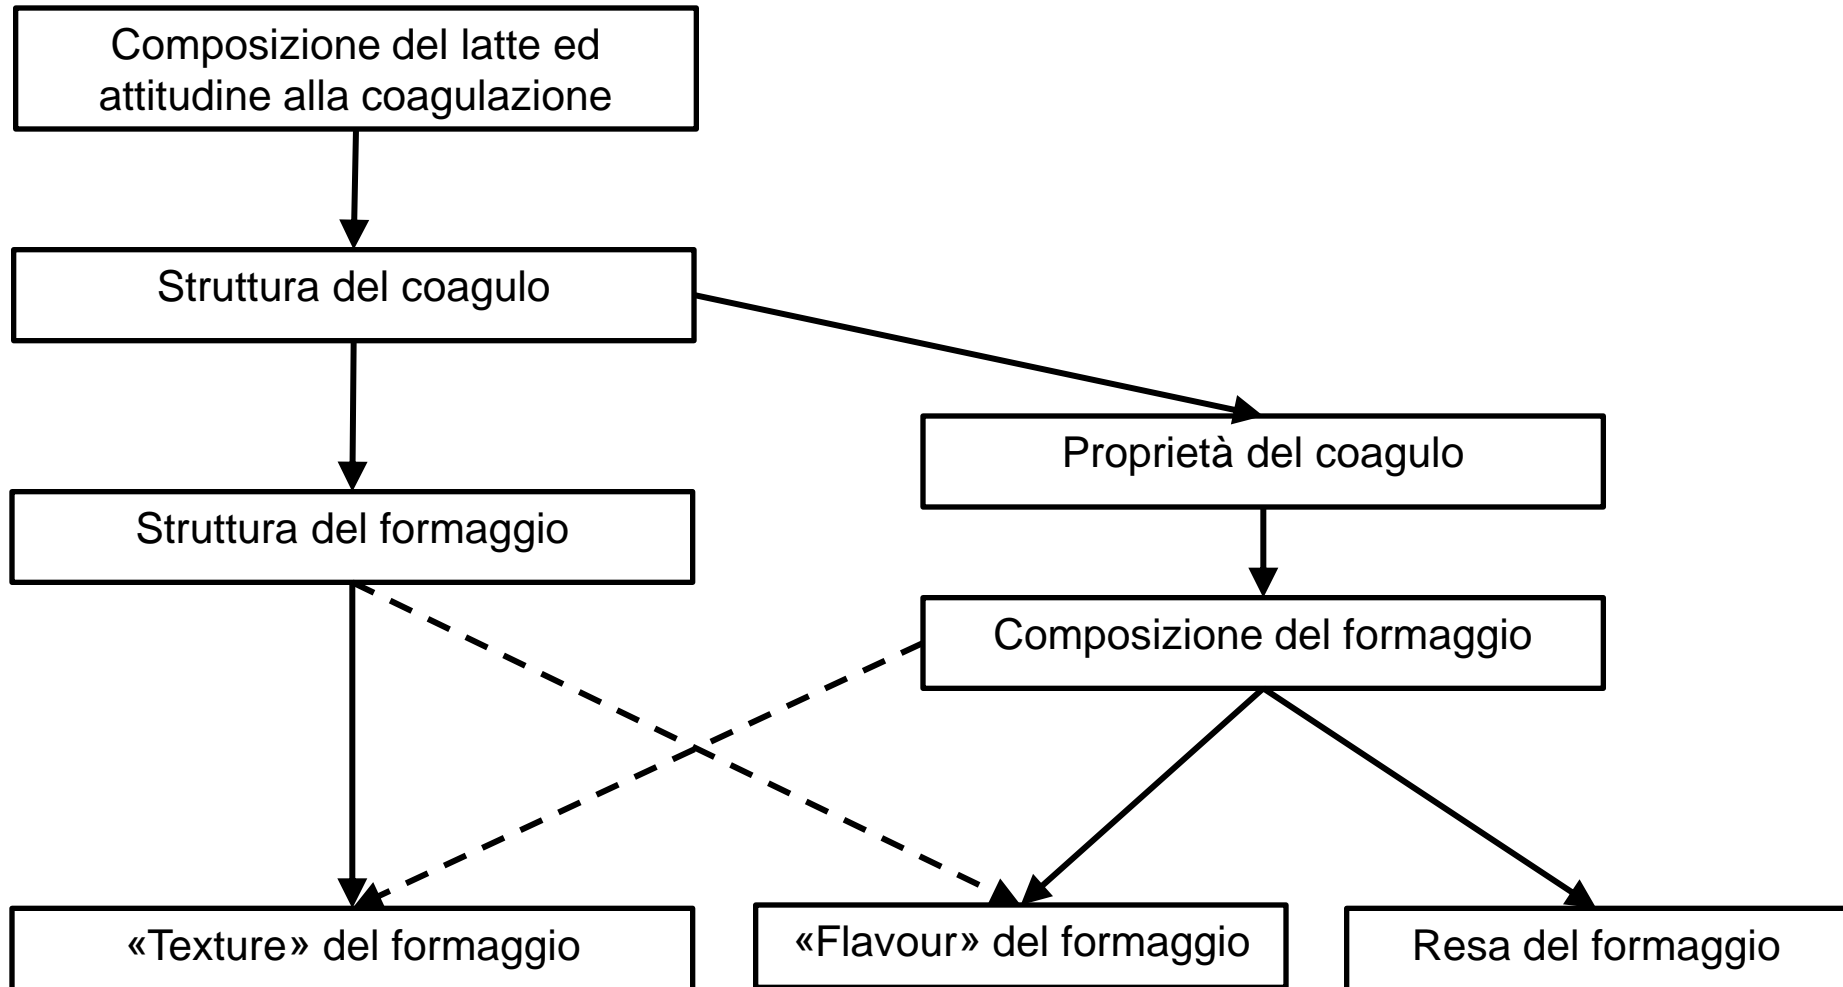 Composizione del latte ed
attitudine alla coagulazione
Struttura del coagulo
Proprietà del coagulo
Struttura del formaggio
Composizione del formaggio
«Texture» del formaggio
«Flavour» del formaggio
Resa del formaggio